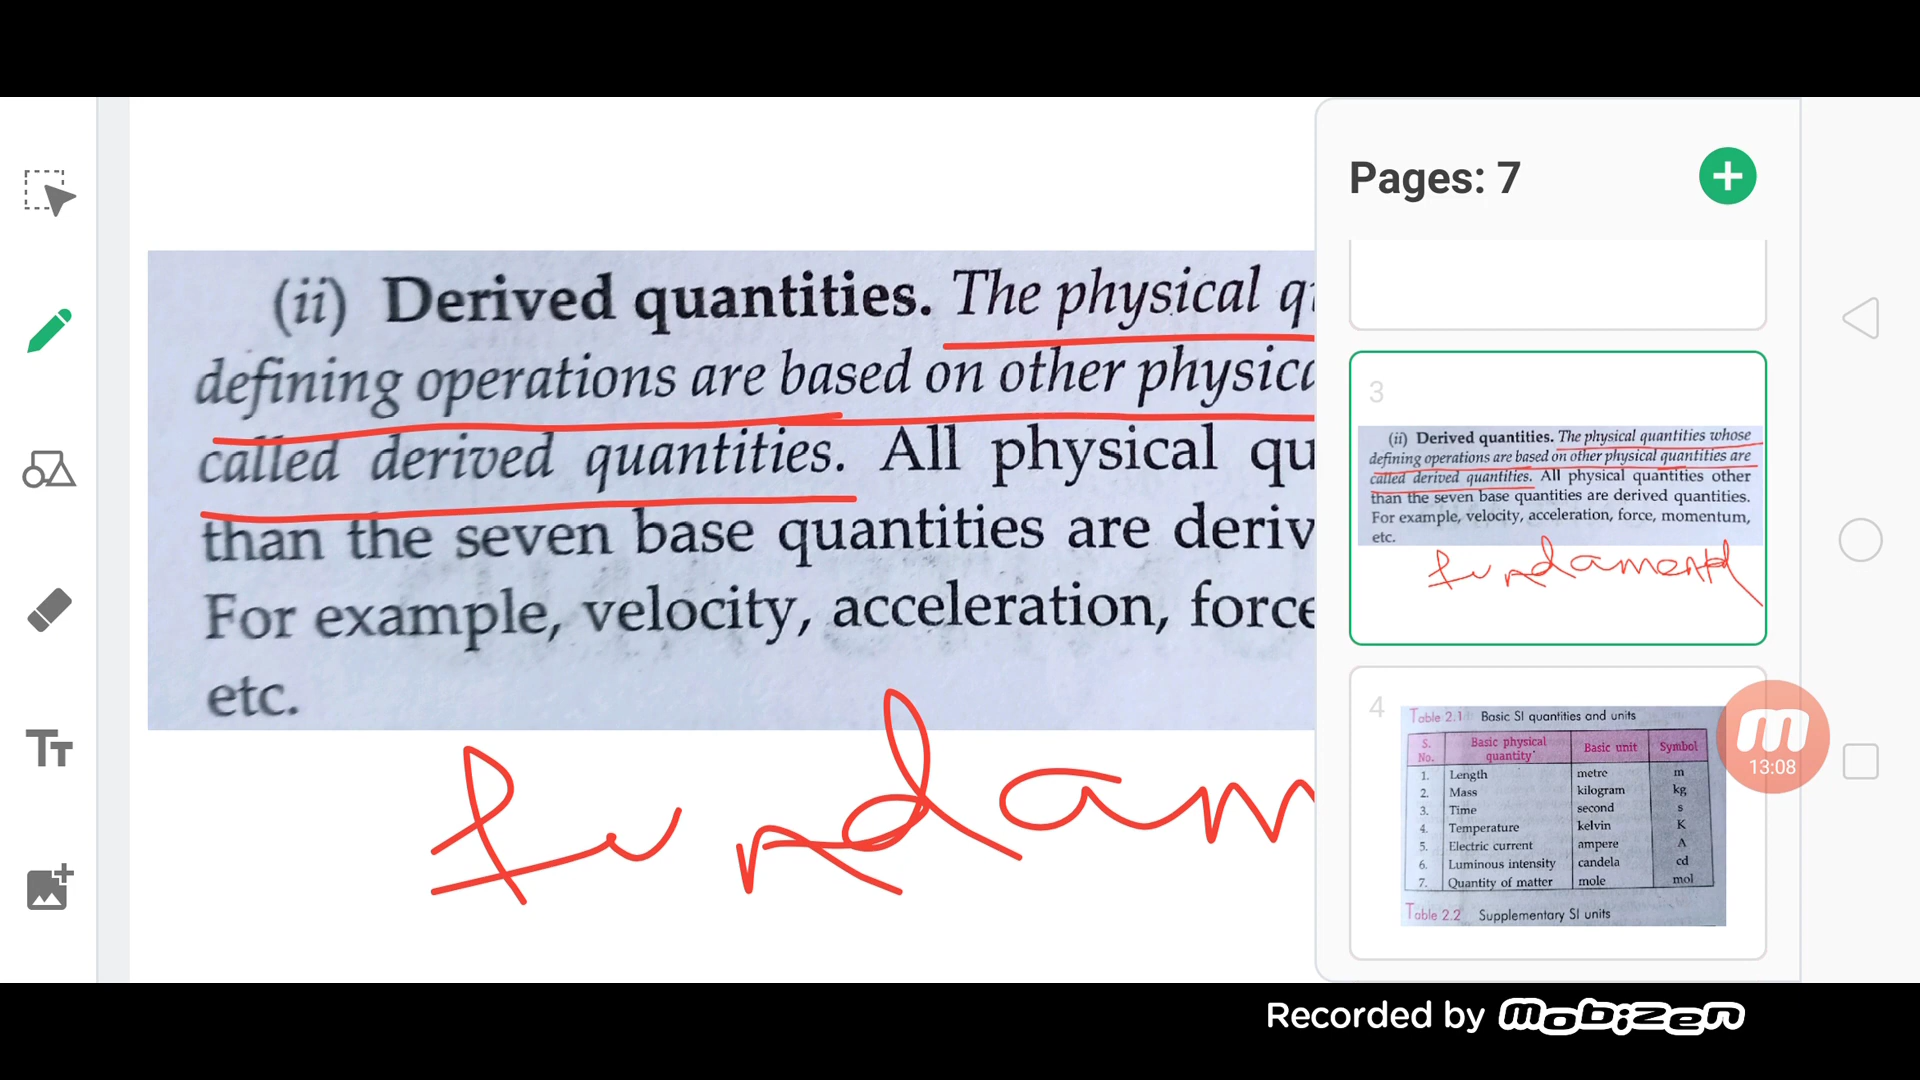 (ii) Derived quantities. The physical
defining operations are based on other
called derived quantities. All physical
than the seven base quantities are
For example, velocity, acceleration, force
etc.
Pages: 7
3
(ii) Derived quantities. The physical quantities whose
defining operations are based on other physical quantities are
called derived quantities. All physical quantities other
than the seven base quantities are derived quantities.
For example, velocity, acceleration, force, momentum,
etc.
fundamental
4
Table 2.1 Basic SI quantities and units
S. No. Basic physical quantity Basic unit Symbol
1. Length metre m
2. Mass kilogram kg
3. Time second s
4. Temperature kelvin K
5. Electric current ampere A
6. Luminous intensity candela cd
7. Quantity of matter mole mol
Table 2.2 Supplementary SI units
13:08
TT
Recorded by mobizen